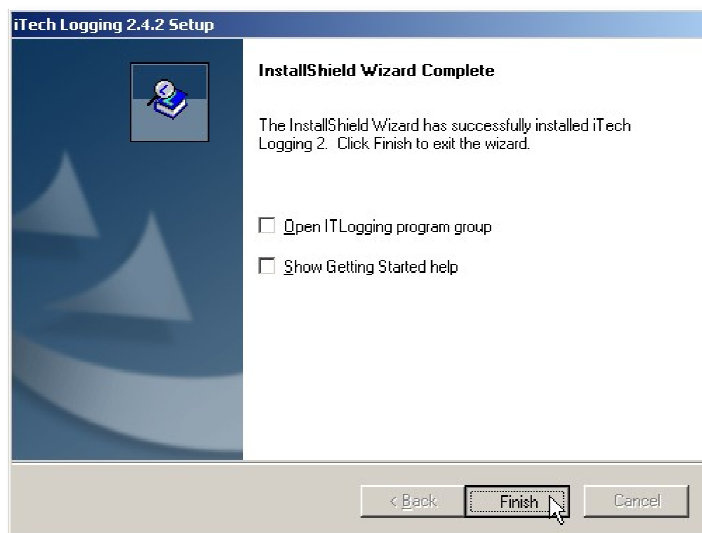 iTech Logging 2.4.2 Setup
InstallShield Wizard Complete
The InstallShield Wizard has successfully installed iTech
Logging 2. Click Finish to exit the wizard.
Open ITLogging program group
Show Getting Started help
< Back
Finish
Cancel